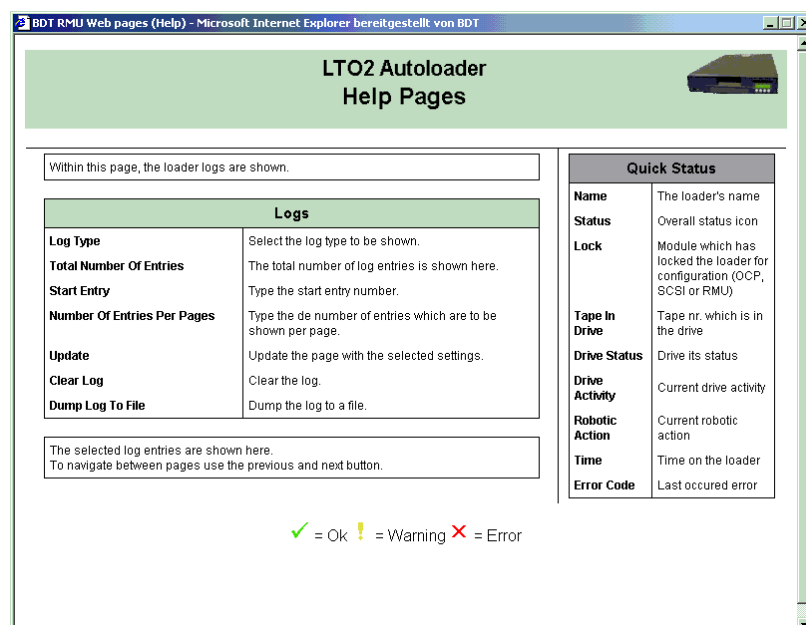 BDT RMU Web pages (Help) - Microsoft Internet Explorer bereitgestellt von BDT
LTO2 Autoloader
Help Pages
Within this page, the loader logs are shown.
Logs
Log Type Select the log type to be shown.
Total Number Of Entries The total number of log entries is shown here.
Start Entry Type the start entry number.
Number Of Entries Per Pages Type the de number of entries which are to be
shown per page.
Update Update the page with the selected settings.
Clear Log Clear the log.
Dump Log To File Dump the log to a file.
The selected log entries are shown here.
To navigate between pages use the previous and next button.
Quick Status
Name The loader's name
Status Overall status icon
Lock Module which has
locked the loader for
configuration (OCP,
SCSI or RMU)
Tape In Tape nr. which is in
Drive the drive
Drive Status Drive its status
Drive
Activity Current drive activity
Robotic Current robotic
Action action
Time Time on the loader
Error Code Last occured error
= Ok = Warning = Error